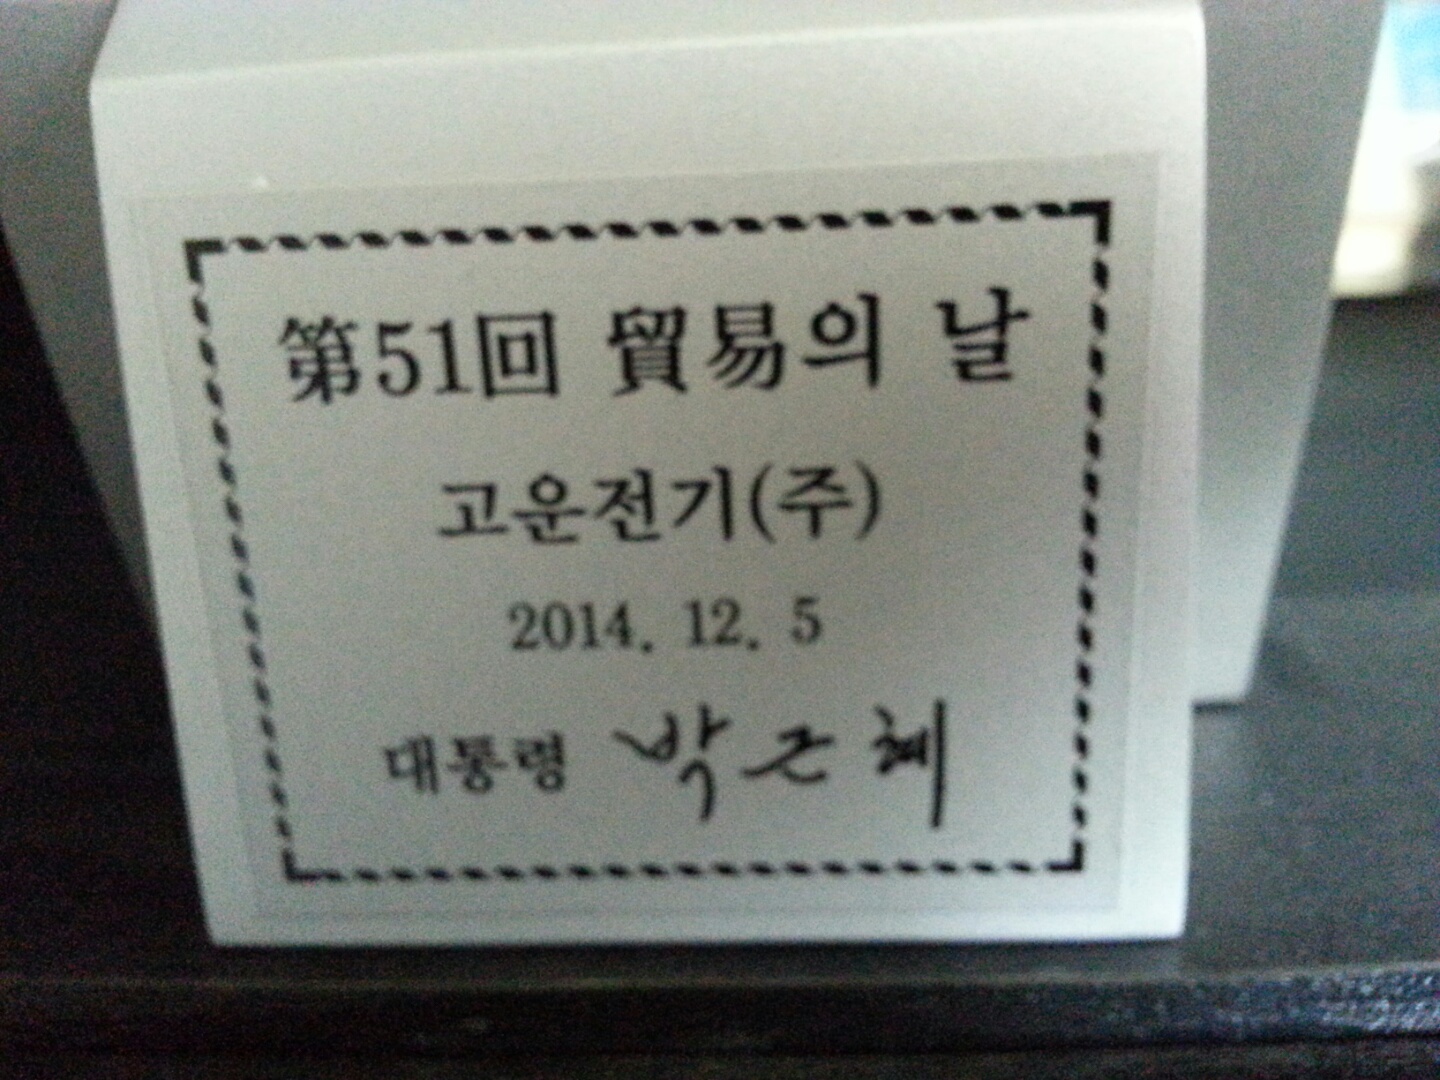 第51回 貿易의 날
고운전기(주)
2014. 12. 5
대통령 박근혜